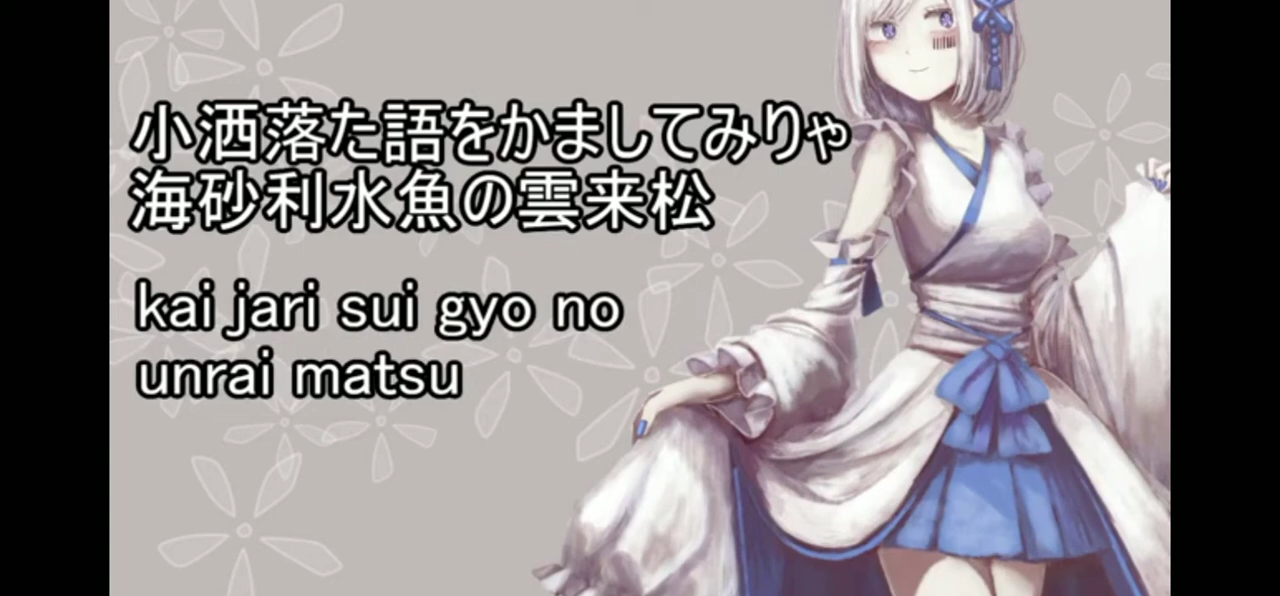 小洒落た語をかましてみりゃ
海砂利水魚の雲来松
kai jari sui gyo no
unrai matsu